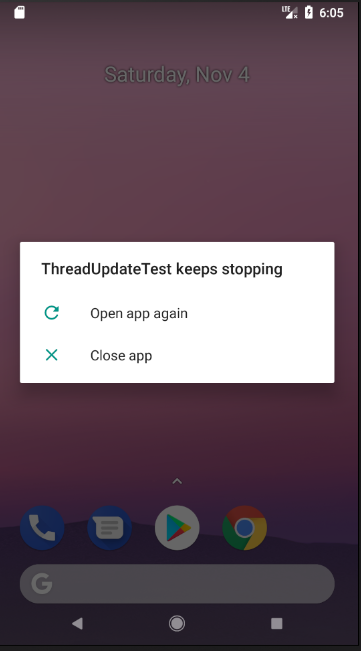 LTE 6:05
Saturday, Nov 4
ThreadUpdateTest keeps stopping
Open app again
Close app
G